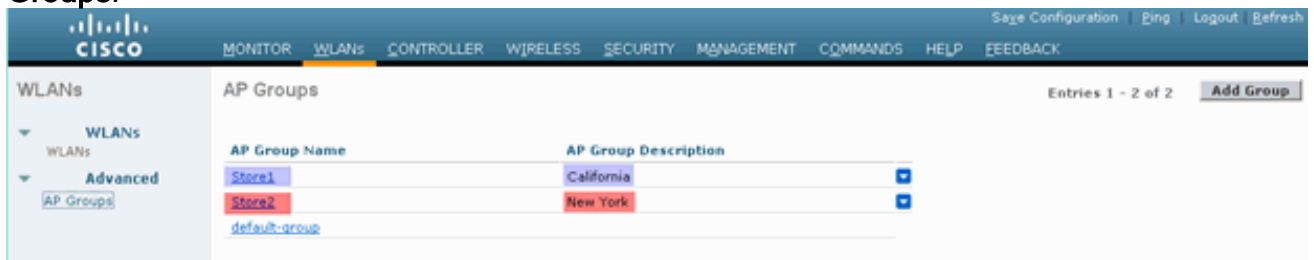 Groups.
Save Configuration | Ping | Logout | Refresh
CISCO MONITOR WLANs CONTROLLER WIRELESS SECURITY MANAGEMENT COMMANDS HELP FEEDBACK
WLANs AP Groups Entries 1 - 2 of 2 Add Group
WLANs
WLANs
AP Group Name AP Group Description
Advanced Store1 California
AP Groups Store2 New York
default-group